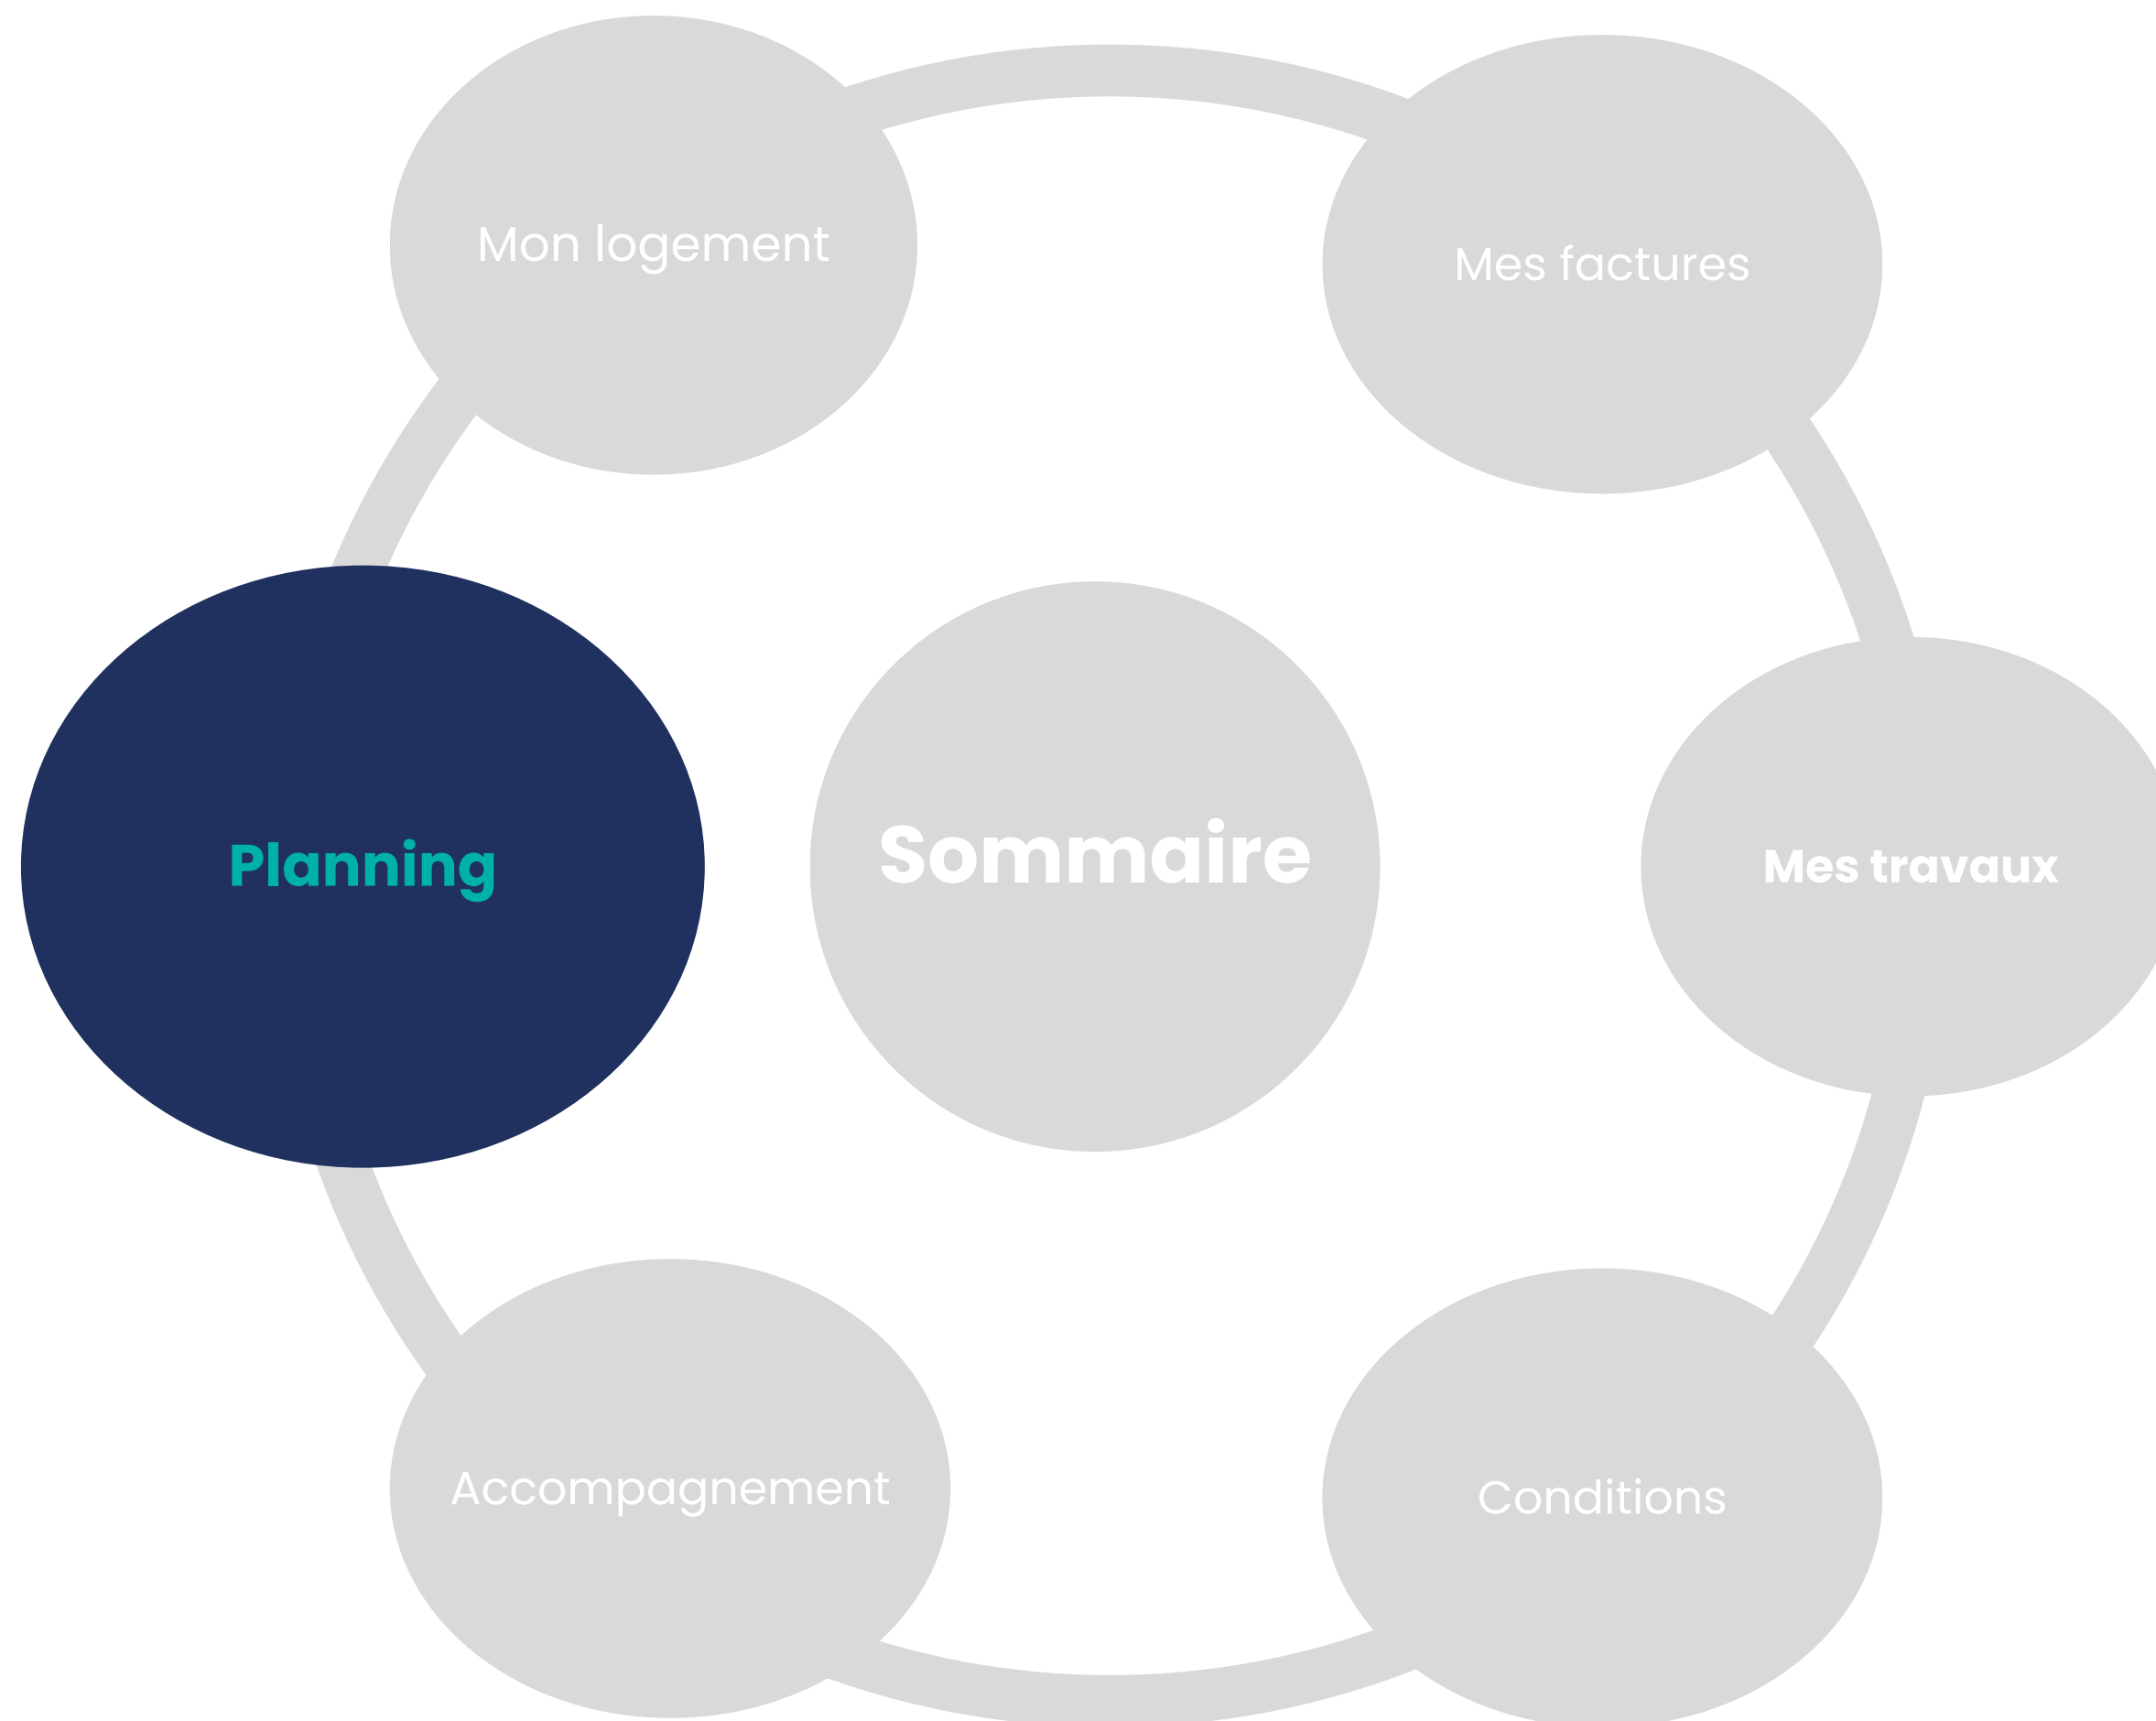 Mon logement
Mes factures
Planning
Sommaire
Mes travaux
Accompagnement
Conditions